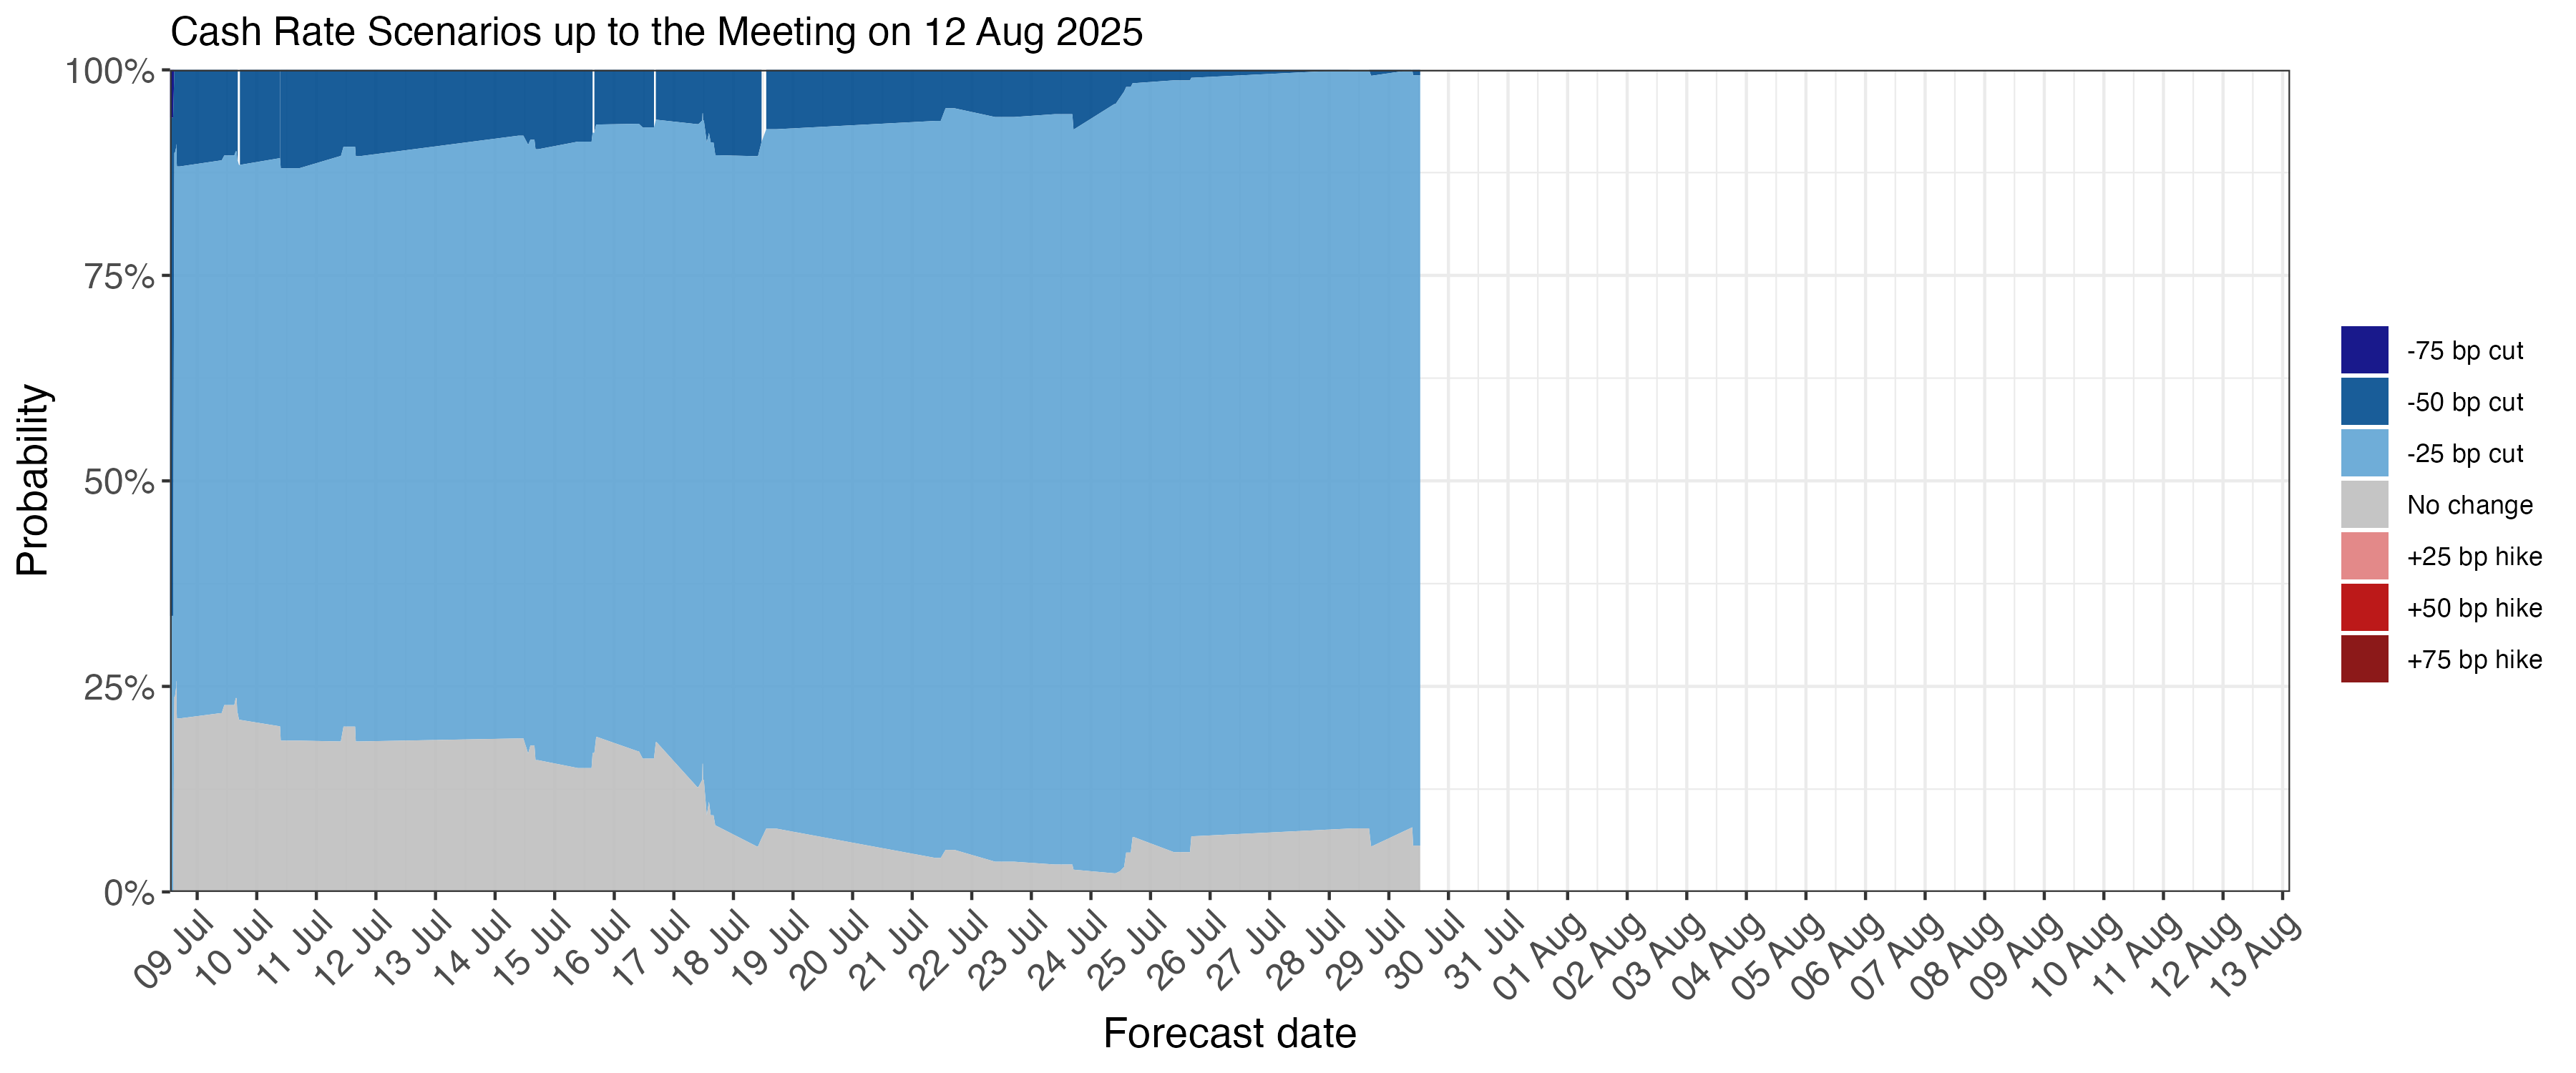 Cash Rate Scenarios up to the Meeting on 12 Aug 2025
100%
75%
50%
25%
0%
Probability
09 Jul
10 Jul
11 Jul
12 Jul
13 Jul
14 Jul
15 Jul
16 Jul
17 Jul
18 Jul
19 Jul
20 Jul
21 Jul
22 Jul
23 Jul
24 Jul
25 Jul
26 Jul
27 Jul
28 Jul
29 Jul
30 Jul
31 Jul
01 Aug
02 Aug
03 Aug
04 Aug
05 Aug
06 Aug
07 Aug
08 Aug
09 Aug
10 Aug
11 Aug
12 Aug
13 Aug
Forecast date
-75 bp cut
-50 bp cut
-25 bp cut
No change
+25 bp hike
+50 bp hike
+75 bp hike